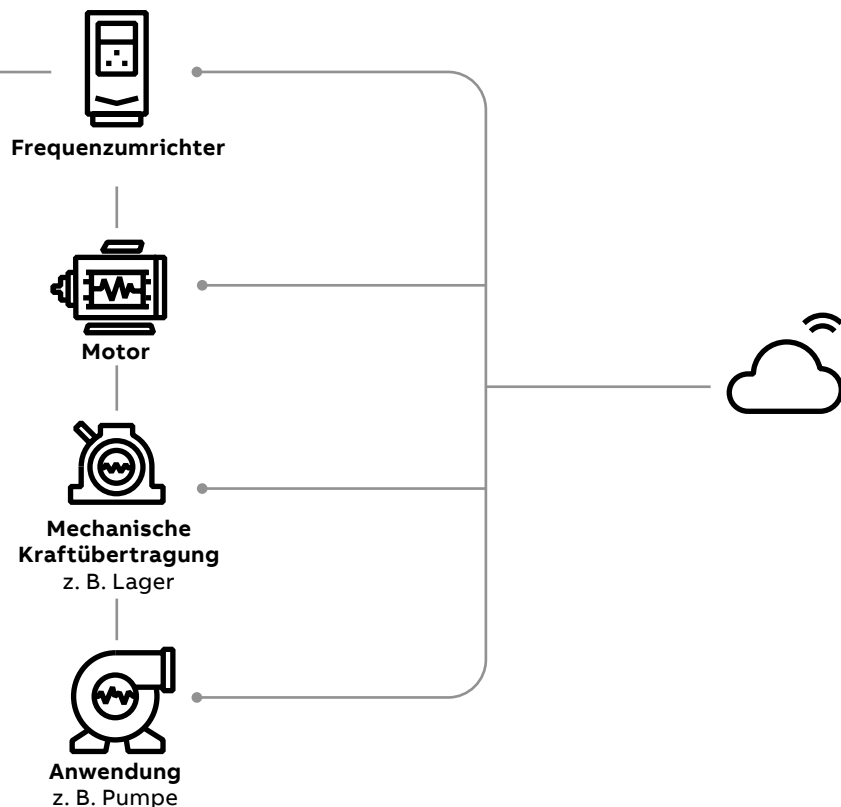 Frequenzumrichter
Motor
Mechanische
Kraftübertragung
z. B. Lager
Anwendung
z. B. Pumpe